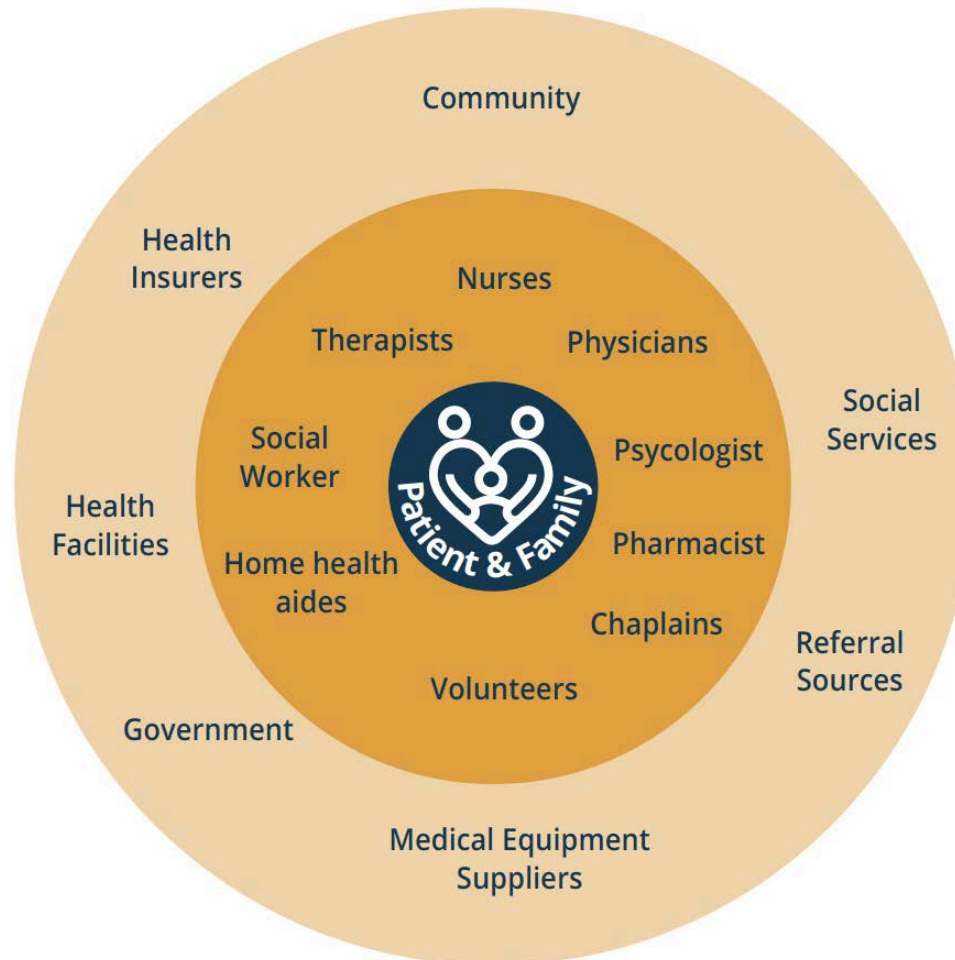 Community
Health
Insurers
Nurses
Therapists
Physicians
Social
Services
Social
Worker
Psycologist
Patient & Family
Health
Facilities
Pharmacist
Home health
aides
Chaplains
Referral
Sources
Volunteers
Government
Medical Equipment
Suppliers